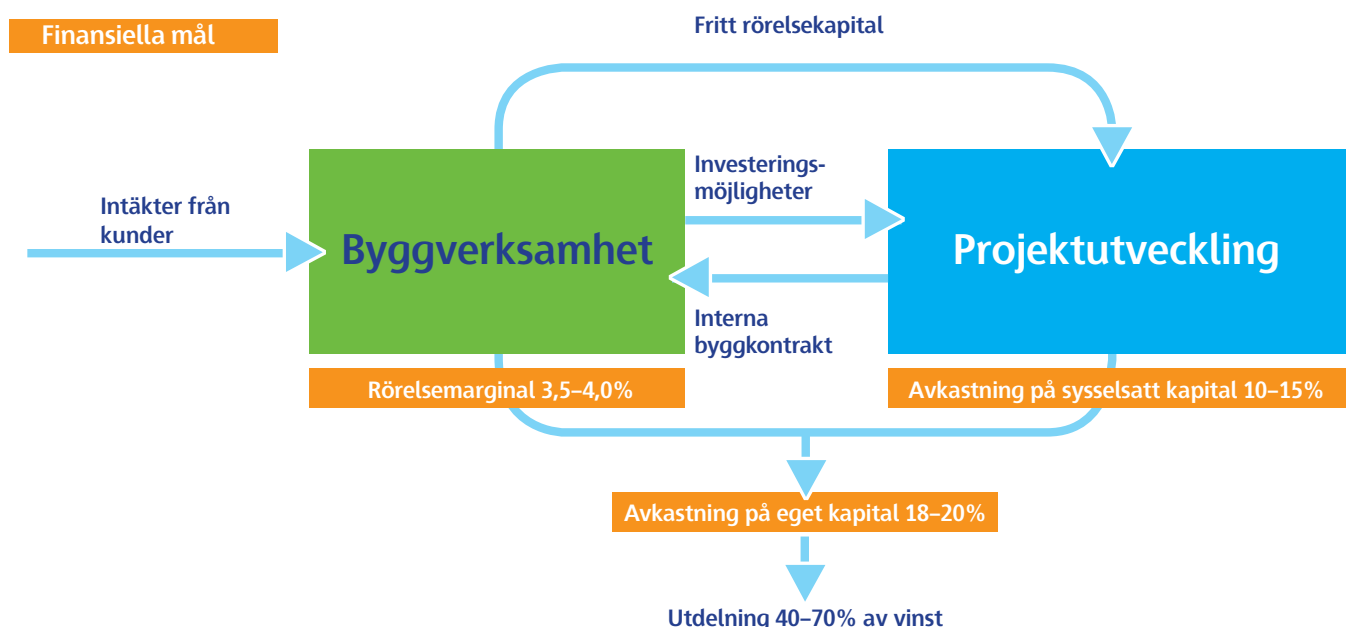 Finansiella mål
Fritt rörelsekapital
Intäkter från
kunder
Byggverksamhet
Investerings-
möjligheter
Interna
byggkontrakt
Projektutveckling
Rörelsemarginal 3,5–4,0%
Avkastning på sysselsatt kapital 10–15%
Avkastning på eget kapital 18–20%
Utdelning 40–70% av vinst